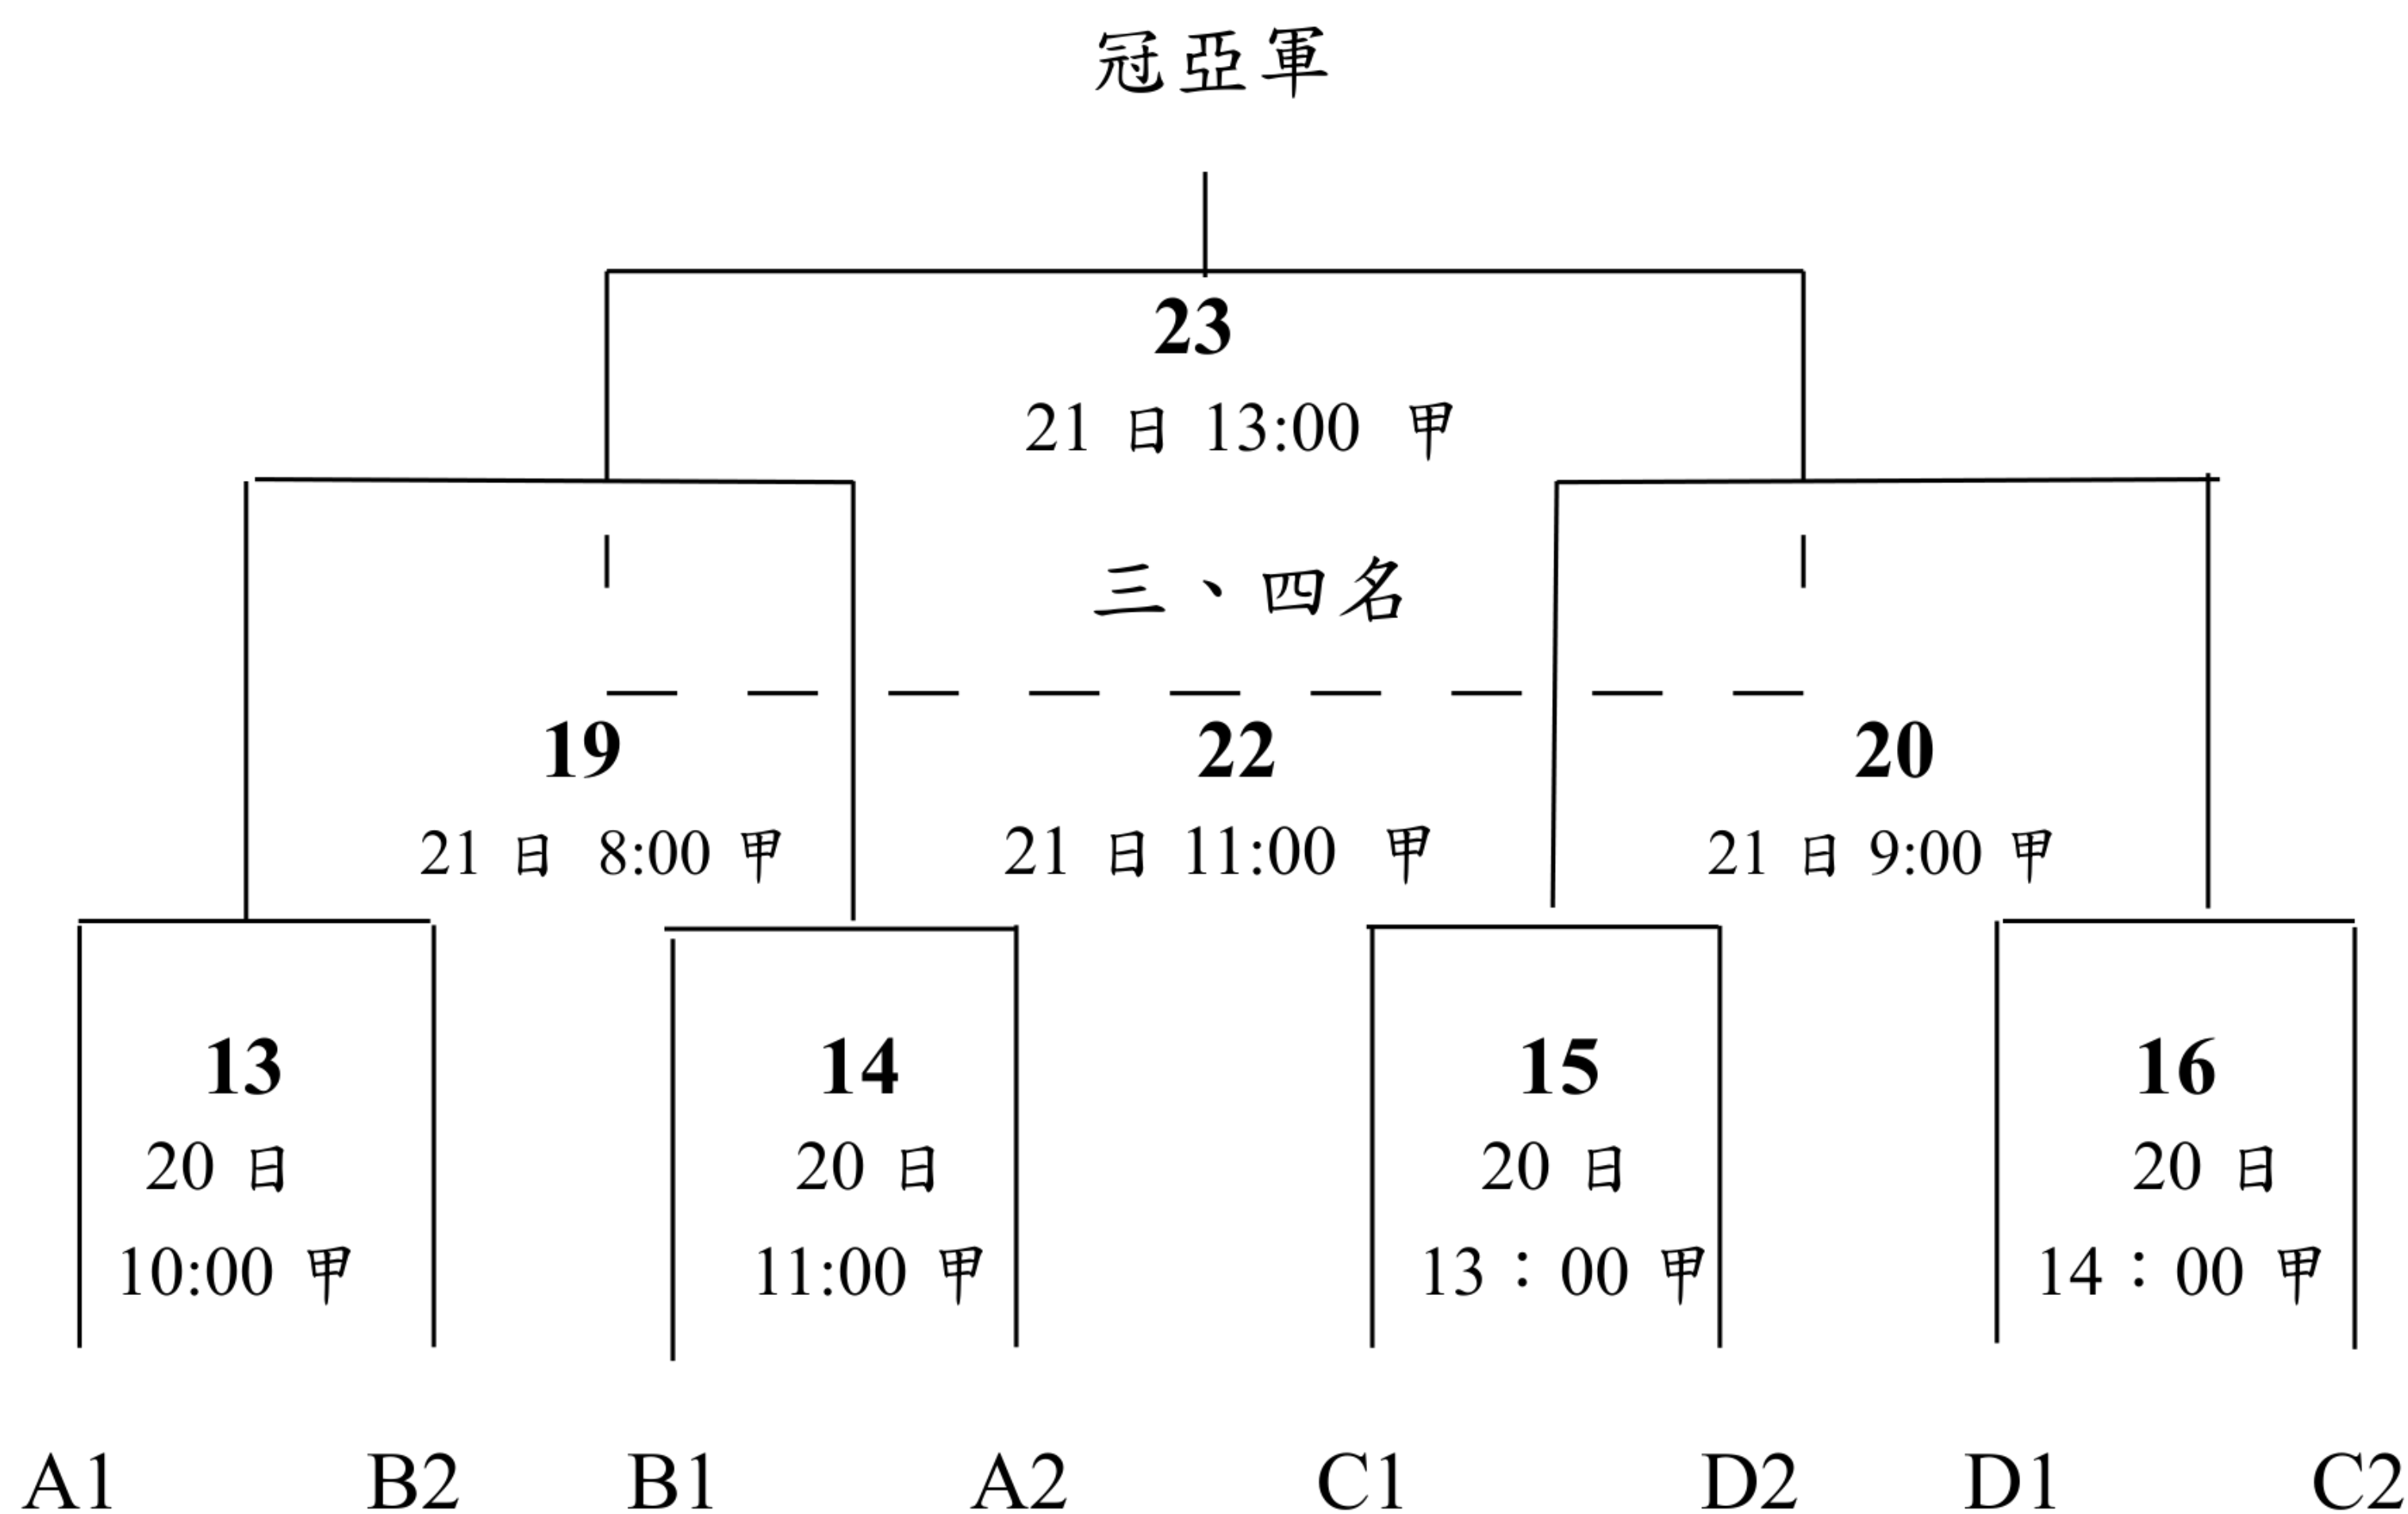 冠亞軍
23
21 日 13:00 甲
三、四名
19 22 20
21 日 8:00 甲 21 日 11:00 甲 21 日 9:00 甲
13 14 15 16
20 日 20 日 20 日 20 日
10:00 甲 11:00 甲 13：00 甲 14：00 甲
A1 B2 B1 A2 C1 D2 D1 C2